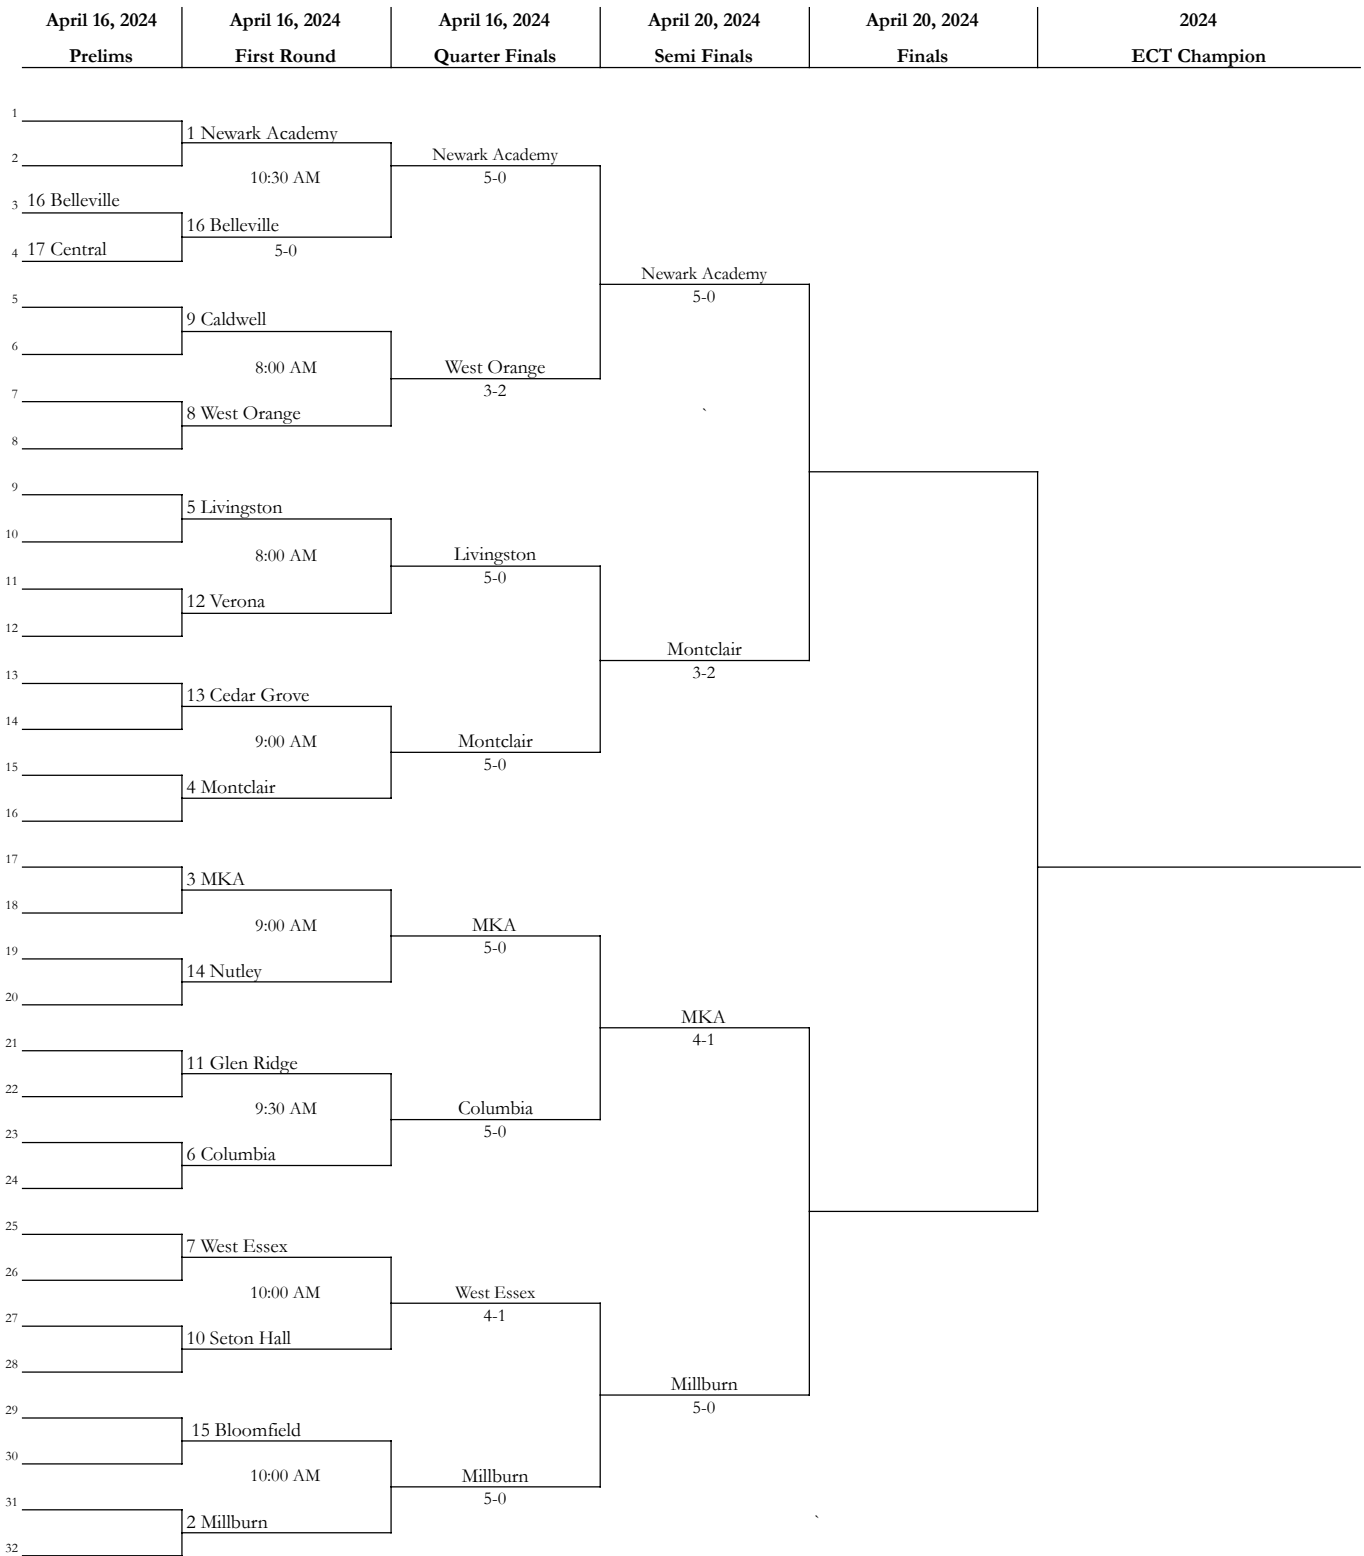 April 16, 2024 April 16, 2024 April 16, 2024 April 20, 2024 April 20, 2024 2024
Prelims First Round Quarter Finals Semi Finals Finals ECT Champion
1
1 Newark Academy
2
Newark Academy
10:30 AM
5-0
3 16 Belleville
16 Belleville
4 17 Central
5-0
Newark Academy
5-0
5
9 Caldwell
6
8:00 AM
West Orange
3-2
7
8 West Orange
`
8
9
5 Livingston
10
8:00 AM
Livingston
5-0
11
12 Verona
12
Montclair
3-2
13
13 Cedar Grove
14
9:00 AM
Montclair
5-0
15
4 Montclair
16
17
3 MKA
18
9:00 AM
MKA
5-0
19
14 Nutley
20
MKA
4-1
21
11 Glen Ridge
22
9:30 AM
Columbia
5-0
23
6 Columbia
24
25
7 West Essex
26
10:00 AM
West Essex
4-1
27
10 Seton Hall
28
Millburn
5-0
29
15 Bloomfield
30
10:00 AM
Millburn
5-0
31
2 Millburn
`
32